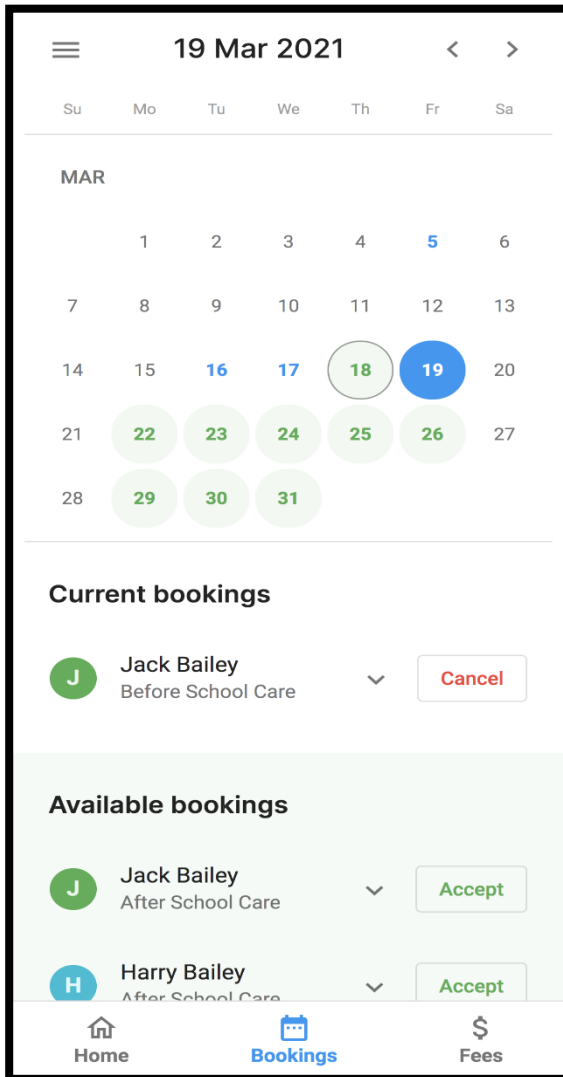 19 Mar 2021 < >
Su Mo Tu We Th Fr Sa
MAR
1 2 3 4 5 6
7 8 9 10 11 12 13
14 15 16 17 18 19 20
21 22 23 24 25 26 27
28 29 30 31
Current bookings
J Jack Bailey
Before School Care
Cancel
Available bookings
J Jack Bailey
After School Care
Accept
H Harry Bailey
After School Care
Accept
$
Home Bookings Fees